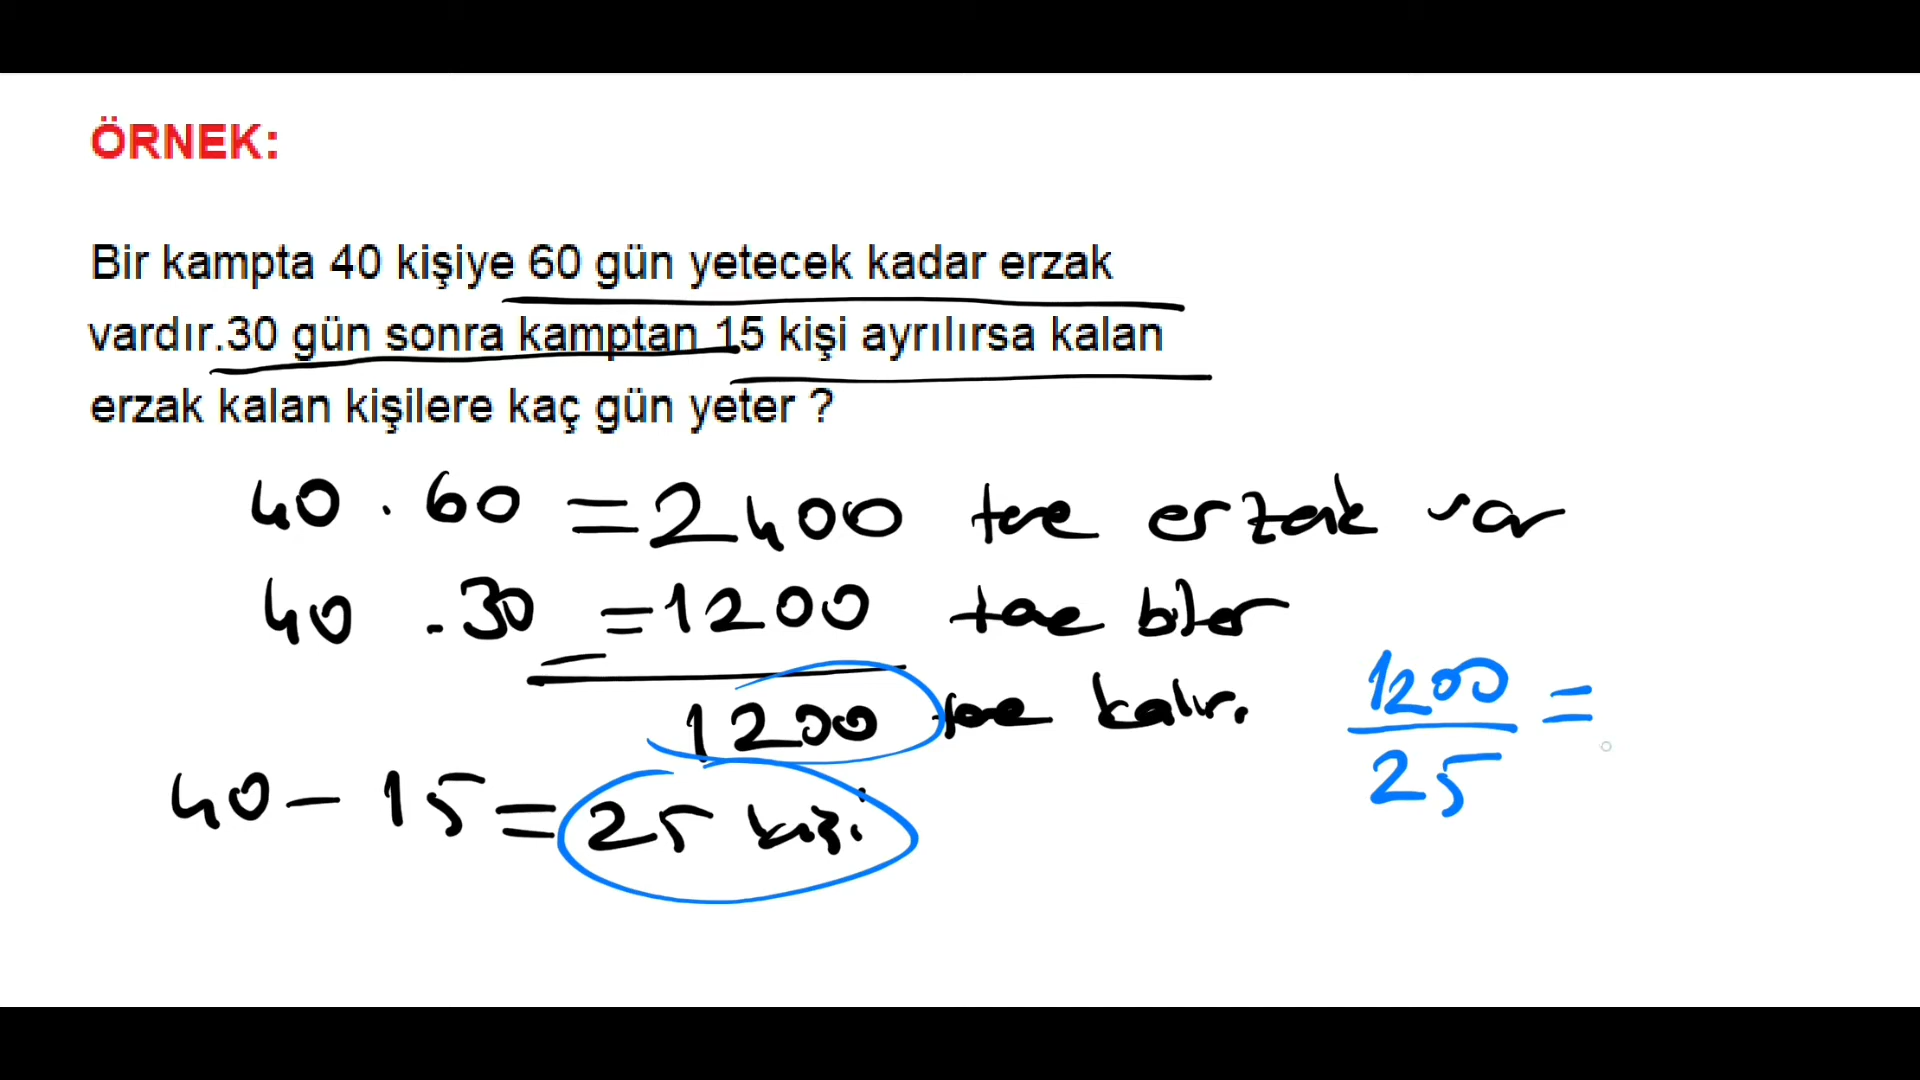 ÖRNEK:
Bir kampta 40 kişiye 60 gün yetecek kadar erzak
vardır.30 gün sonra kamptan 15 kişi ayrılırsa kalan
erzak kalan kişilere kaç gün yeter ?
40 . 60 = 2400 tane erzak var
40 . 30 = 1200 tane biter
1200 tane kalır.
40 - 15 = 25 kişi
1200
25 =